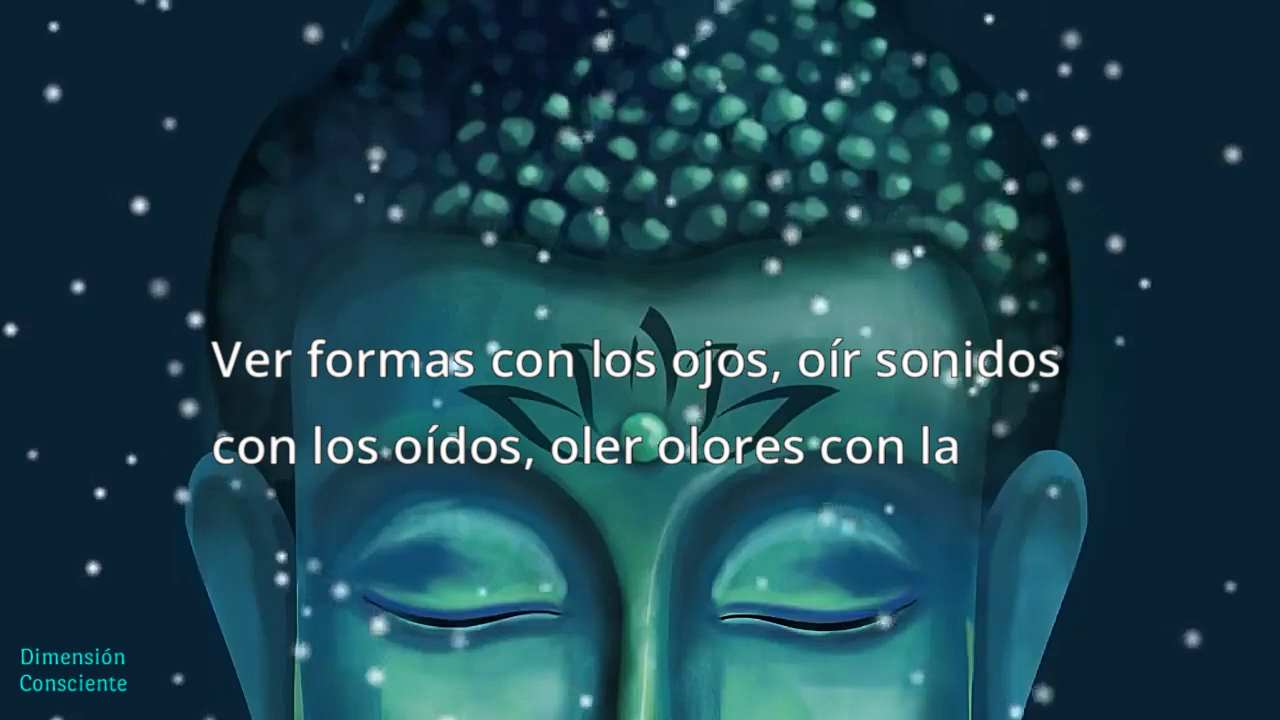 Ver formas con los ojos, oír sonidos
con los oídos, oler olores con la
Dimensión
Consciente